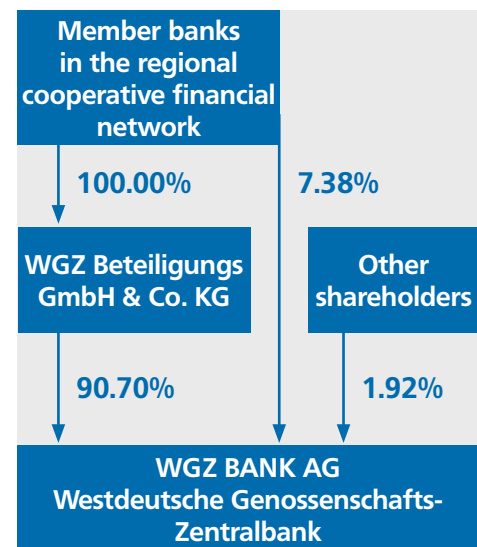 Member banks
in the regional
cooperative financial
network
100.00%
7.38%
WGZ Beteiligungs
GmbH & Co. KG
Other
shareholders
90.70%
1.92%
WGZ BANK AG
Westdeutsche Genossenschafts-
Zentralbank